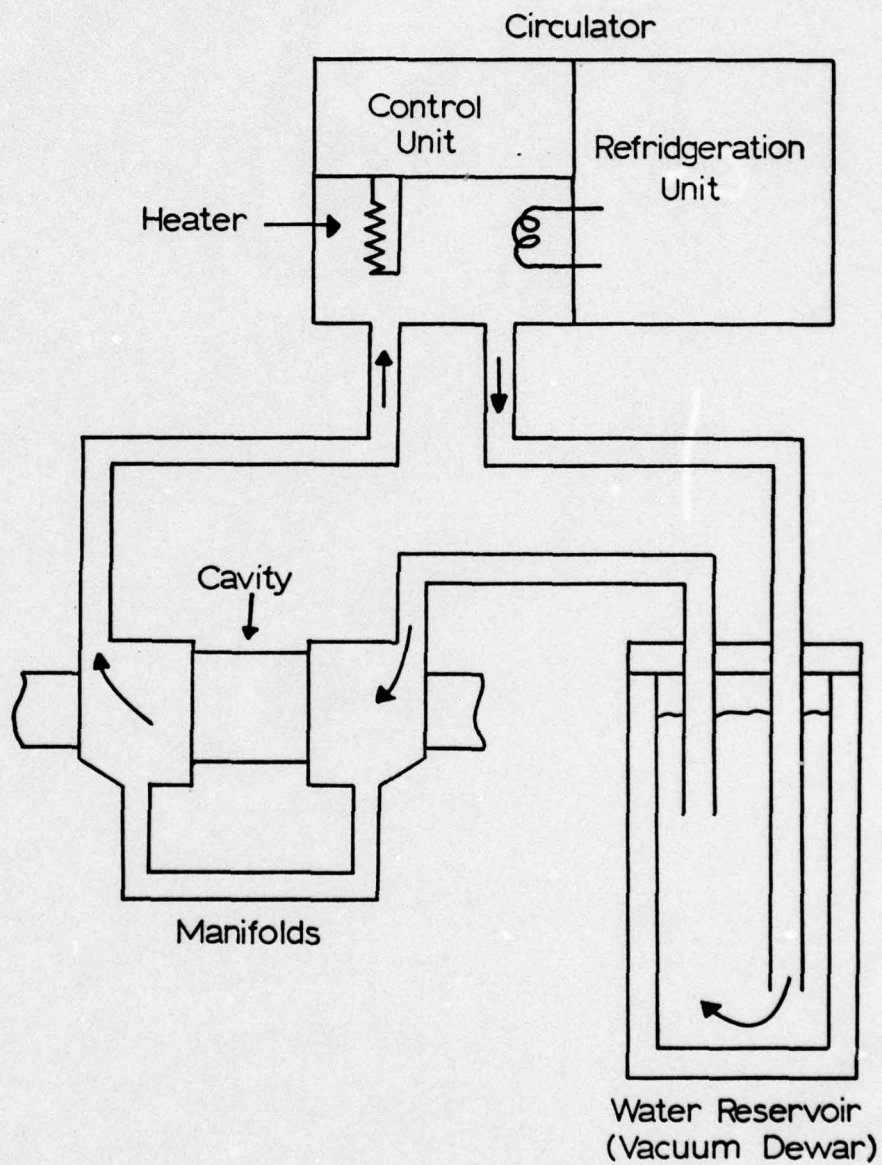 Circulator
Control
Unit
Refridgeration
Unit
Heater
Cavity
Manifolds
Water Reservoir
(Vacuum Dewar)